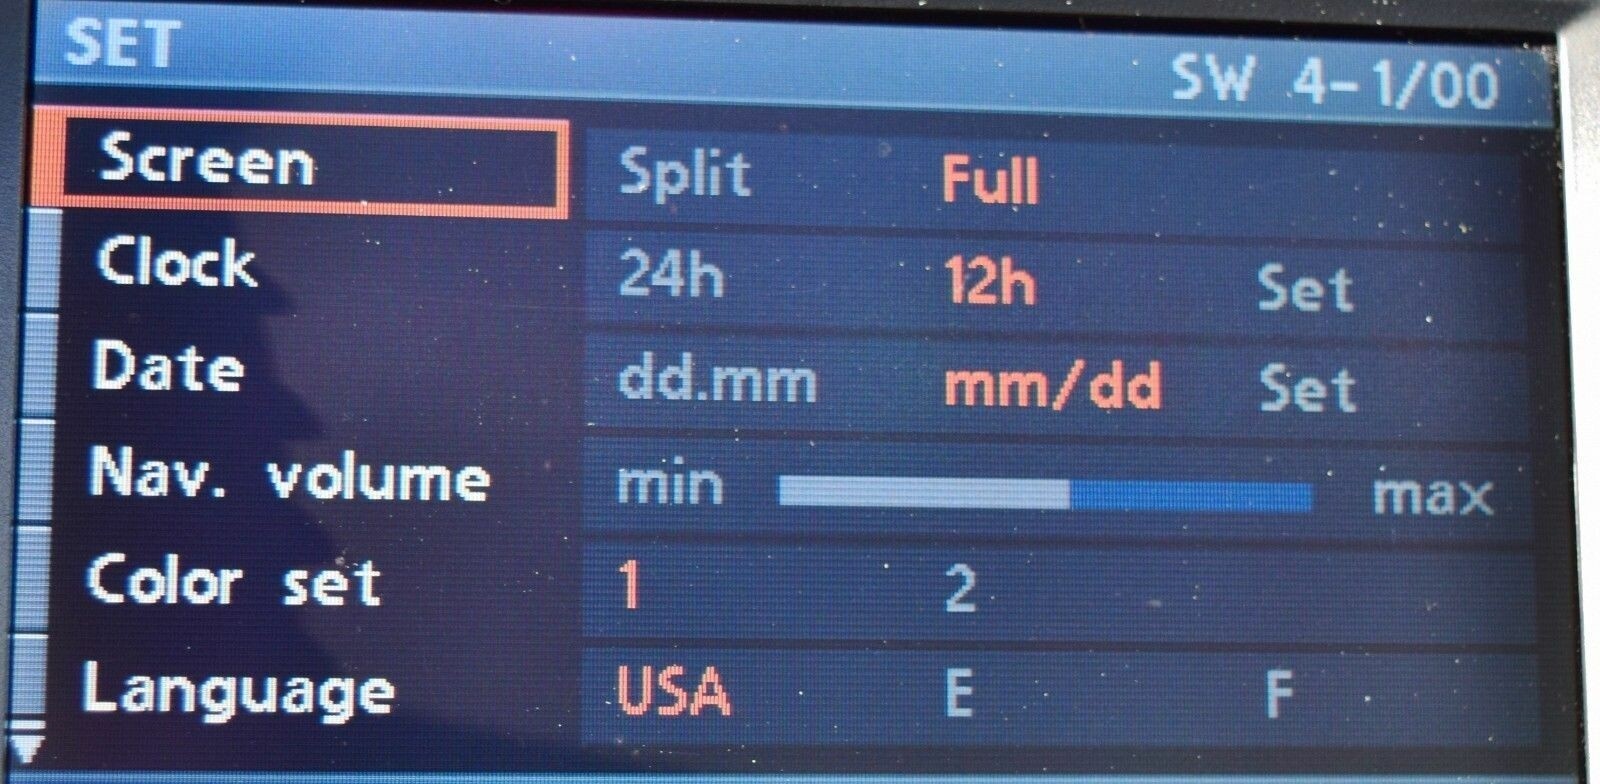 SET SW 4-1/00
Screen Split Full
Clock 24h 12h Set
Date dd.mm mm/dd Set
Nav. volume min max
Color set 1 2
Language USA E F